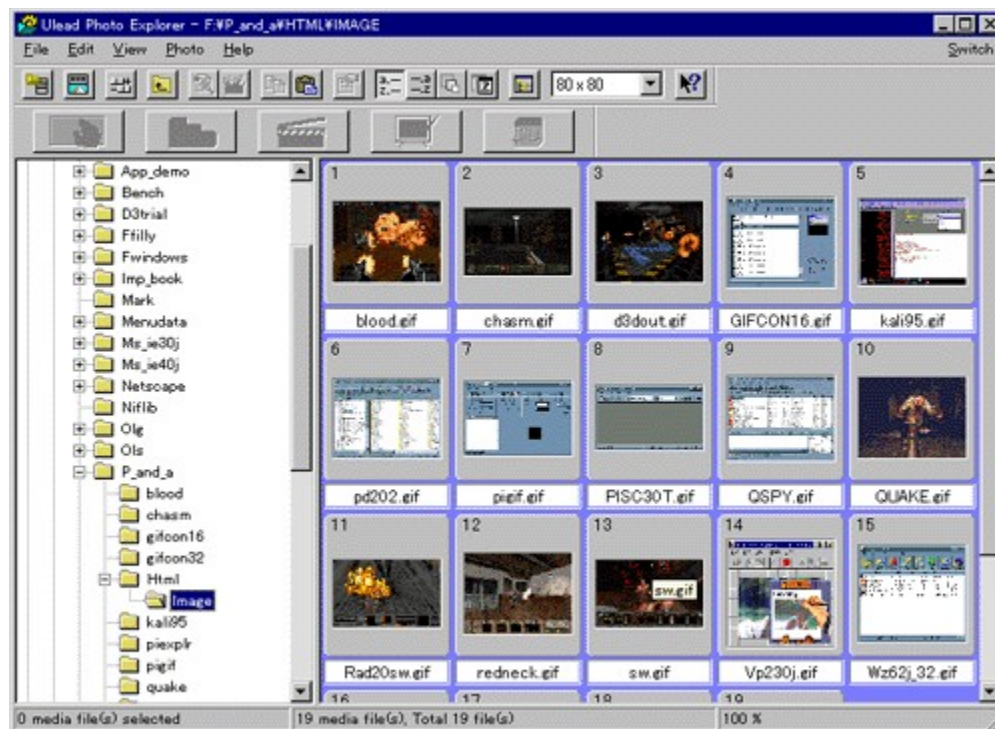 Ulead Photo Explorer - F:¥P_and_a¥HTML¥IMAGE
File Edit View Photo Help Switch
80 x 80
App_demo
Bench
D3trial
Ffilly
Fwindows
Imp_book
Mark
Menudata
Ms_ie30j
Ms_ie40j
Netscape
Niflib
Olg
Ols
P_and_a
blood
chasm
gifcon16
gifcon32
Html
Image
kali95
piexplr
pigif
quake
1 2 3 4 5
blood.gif chasm.gif d3dout.gif GIFCON16.gif kali95.gif
6 7 8 9 10
pd202.gif pigif.gif PISC30T.gif QSPY.gif QUAKE.gif
11 12 13 14 15
sw.gif
Rad20sw.gif redneck.gif sw.gif Vp230j.gif Wz62j_32.gif
16 17 18 19
0 media file(s) selected 19 media file(s), Total 19 file(s) 100 %